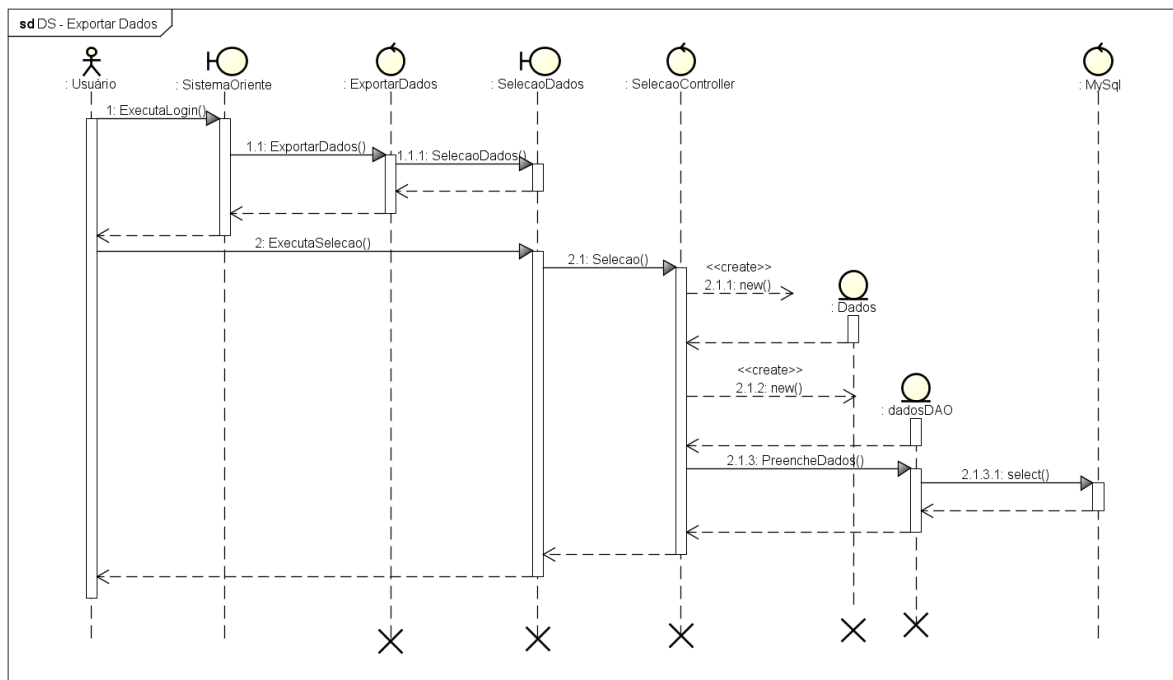 sd DS - Exportar Dados
: Usuário
: SistemaOriente
: ExportarDados
: SelecaoDados
: SelecaoController
: MySql
1: ExecutaLogin()
1.1: ExportarDados()
1.1.1: SelecaoDados()
2: ExecutaSelecao()
2.1: Selecao()
<<create>>
2.1.1: new()
: Dados
<<create>>
2.1.2: new()
: dadosDAO
2.1.3: PreencheDados()
2.1.3.1: select()